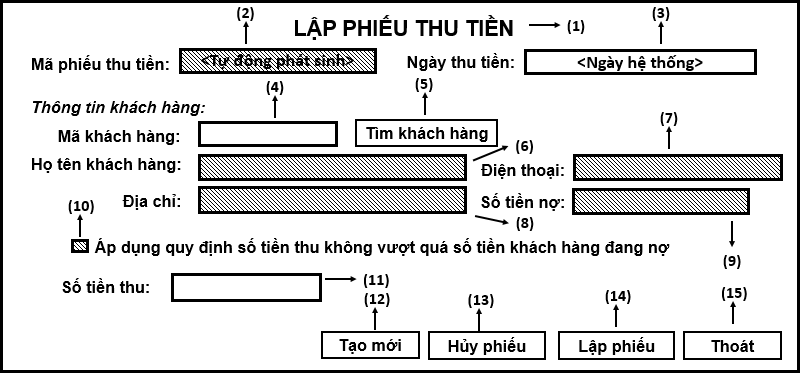 (2) (3)
LẬP PHIẾU THU TIỀN (1)
Mã phiếu thu tiền: <Tự động phát sinh> Ngày thu tiền: <Ngày hệ thống>
(4) (5)
Thông tin khách hàng:
(7)
Mã khách hàng: Tìm khách hàng
(6)
Họ tên khách hàng: Điện thoại:
Địa chỉ: Số tiền nợ:
(10) (8)
Áp dụng quy định số tiền thu không vượt quá số tiền khách hàng đang nợ
(9)
Số tiền thu: (11)
(12) (13) (14) (15)
Tạo mới Hủy phiếu Lập phiếu Thoát